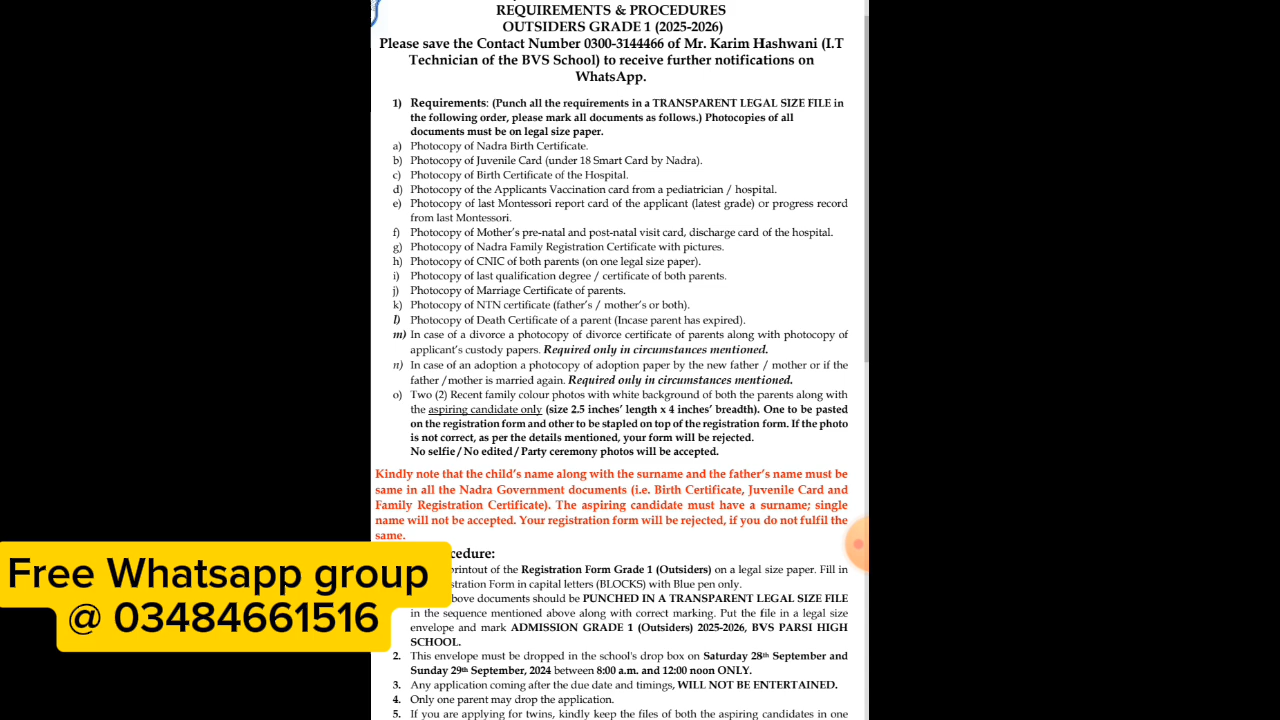 REQUIREMENTS & PROCEDURES
OUTSIDERS GRADE 1 (2025-2026)
Please save the Contact Number 0300-3144466 of Mr. Karim Hashwani (I.T
Technician of the BVS School) to receive further notifications on
WhatsApp.
1) Requirements: (Punch all the requirements in a TRANSPARENT LEGAL SIZE FILE in
the following order, please mark all documents as follows.) Photocopies of all
documents must be on legal size paper.
a) Photocopy of Nadra Birth Certificate.
b) Photocopy of Juvenile Card (under 18 Smart Card by Nadra).
c) Photocopy of Birth Certificate of the Hospital.
d) Photocopy of the Applicants Vaccination card from a pediatrician / hospital.
e) Photocopy of last Montessori report card of the applicant (latest grade) or progress record
from last Montessori.
f) Photocopy of Mother's pre-natal and post-natal visit card, discharge card of the hospital.
g) Photocopy of Nadra Family Registration Certificate with pictures.
h) Photocopy of CNIC of both parents (on one legal size paper).
i) Photocopy of last qualification degree / certificate of both parents.
j) Photocopy of Marriage Certificate of parents.
k) Photocopy of NTN certificate (father's / mother's or both).
l) Photocopy of Death Certificate of a parent (Incase parent has expired).
m) In case of a divorce a photocopy of divorce certificate of parents along with photocopy of
applicant's custody papers. Required only in circumstances mentioned.
n) In case of an adoption a photocopy of adoption paper by the new father / mother or if the
father /mother is married again. Required only in circumstances mentioned.
o) Two (2) Recent family colour photos with white background of both the parents along with
the aspiring candidate only (size 2.5 inches' length x 4 inches' breadth). One to be pasted
on the registration form and other to be stapled on top of the registration form. If the photo
is not correct, as per the details mentioned, your form will be rejected.
No selfie/No edited/Party ceremony photos will be accepted.
Kindly note that the child's name along with the surname and the father's name must be
same in all the Nadra Government documents (i.e. Birth Certificate, Juvenile Card and
Family Registration Certificate). The aspiring candidate must have a surname; single
name will not be accepted. Your registration form will be rejected, if you do not fulfil the
same.
cedure:
printout of the Registration Form Grade 1 (Outsiders) on a legal size paper. Fill in
stration Form in capital letters (BLOCKS) with Blue pen only.
ove documents should be PUNCHED IN A TRANSPARENT LEGAL SIZE FILE
in the sequence mentioned above along with correct marking. Put the file in a legal size
envelope and mark ADMISSION GRADE 1 (Outsiders) 2025-2026, BVS PARSI HIGH
SCHOOL.
2. This envelope must be dropped in the school's drop box on Saturday 28th September and
Sunday 29th September, 2024 between 8:00 a.m. and 12:00 noon ONLY.
3. Any application coming after the due date and timings, WILL NOT BE ENTERTAINED.
4. Only one parent may drop the application.
5. If you are applying for twins, kindly keep the files of both the aspiring candidates in one
Free Whatsapp group
@ 03484661516